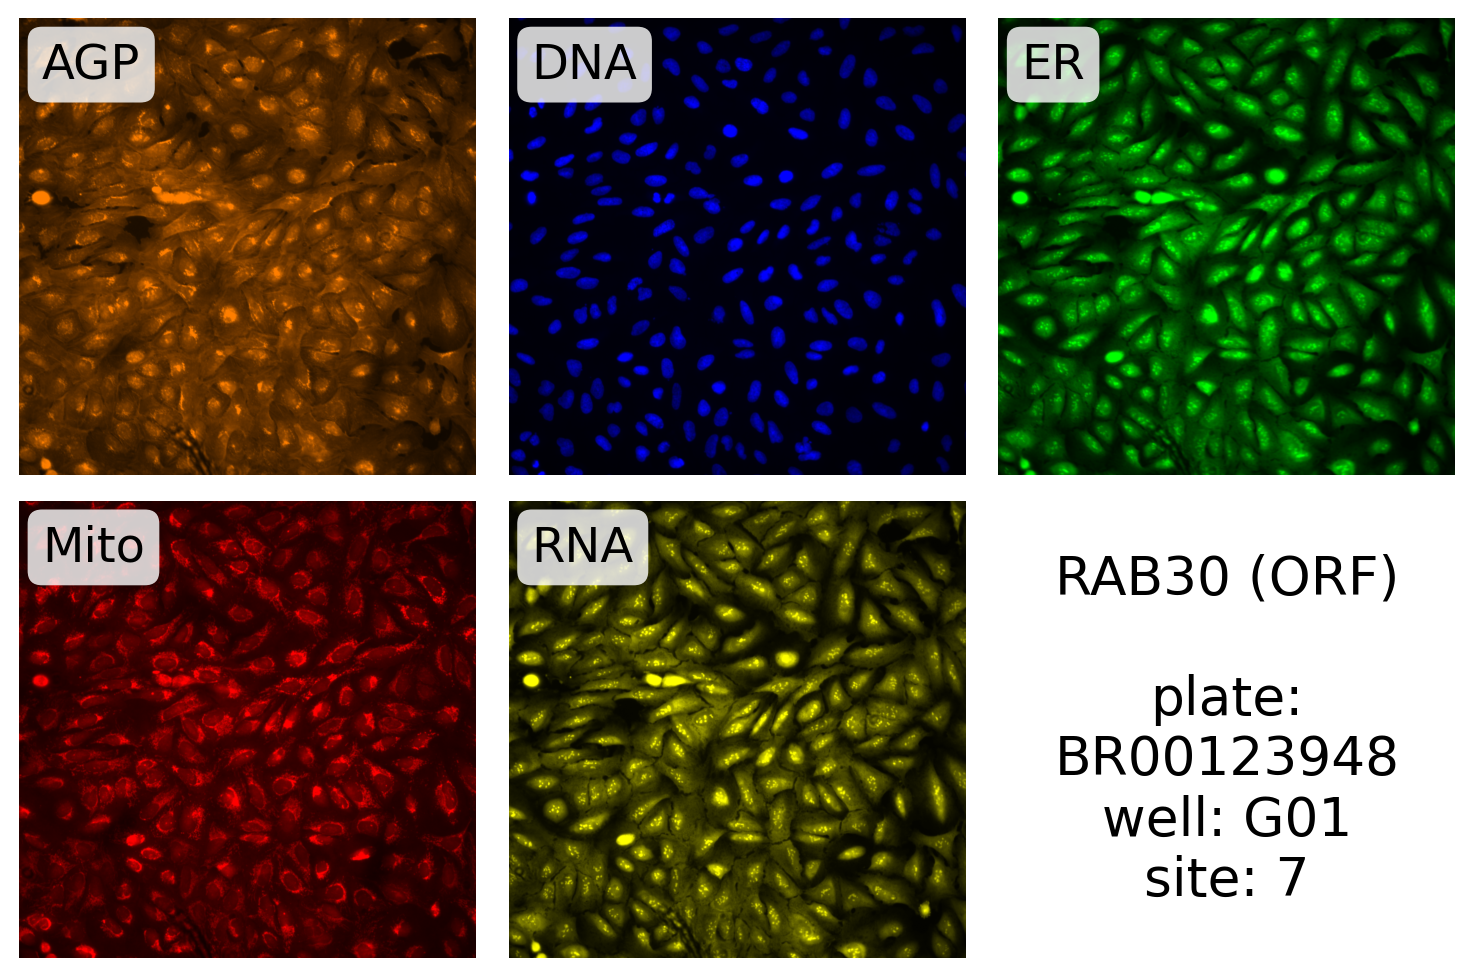 AGP
DNA
ER
Mito
RNA
RAB30 (ORF)
plate:
BR00123948
well: G01
site: 7